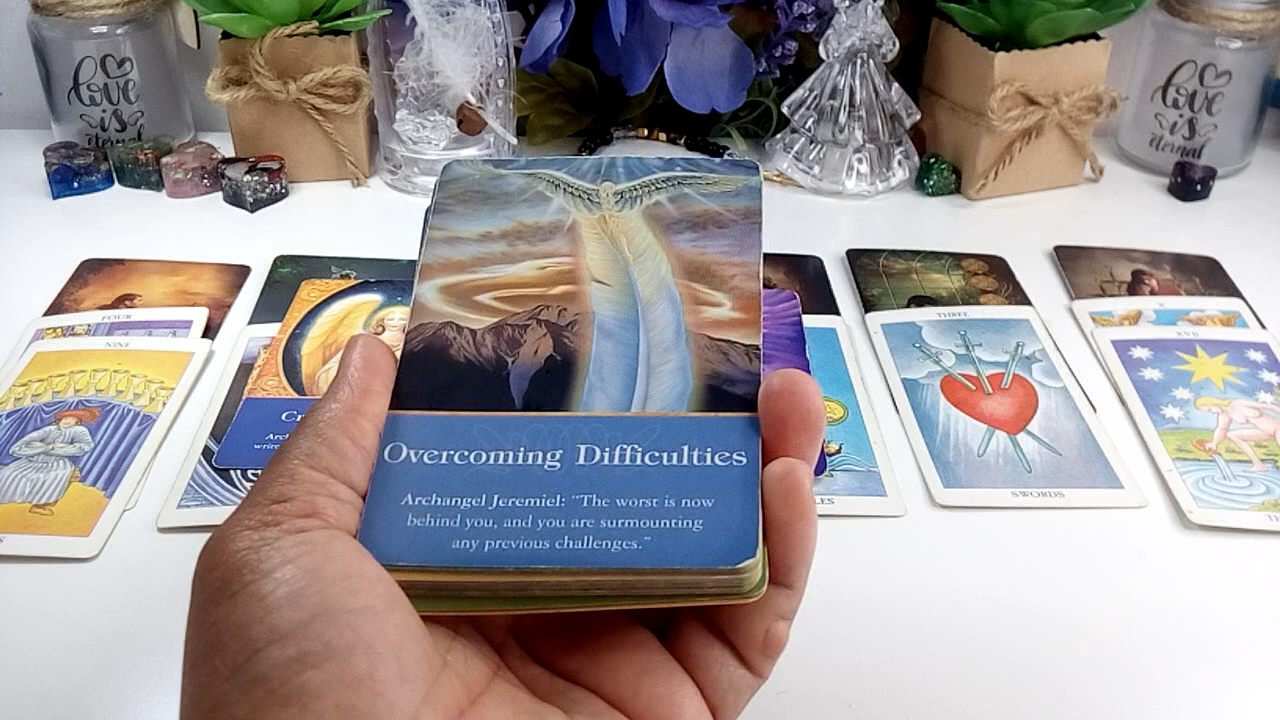 love
is
eternal
love
is
eternal
FOUR
NINE
THREE
XVII
Overcoming Difficulties
Archangel Jeremiel: "The worst is now
behind you, and you are surmounting
any previous challenges."
SWORDS